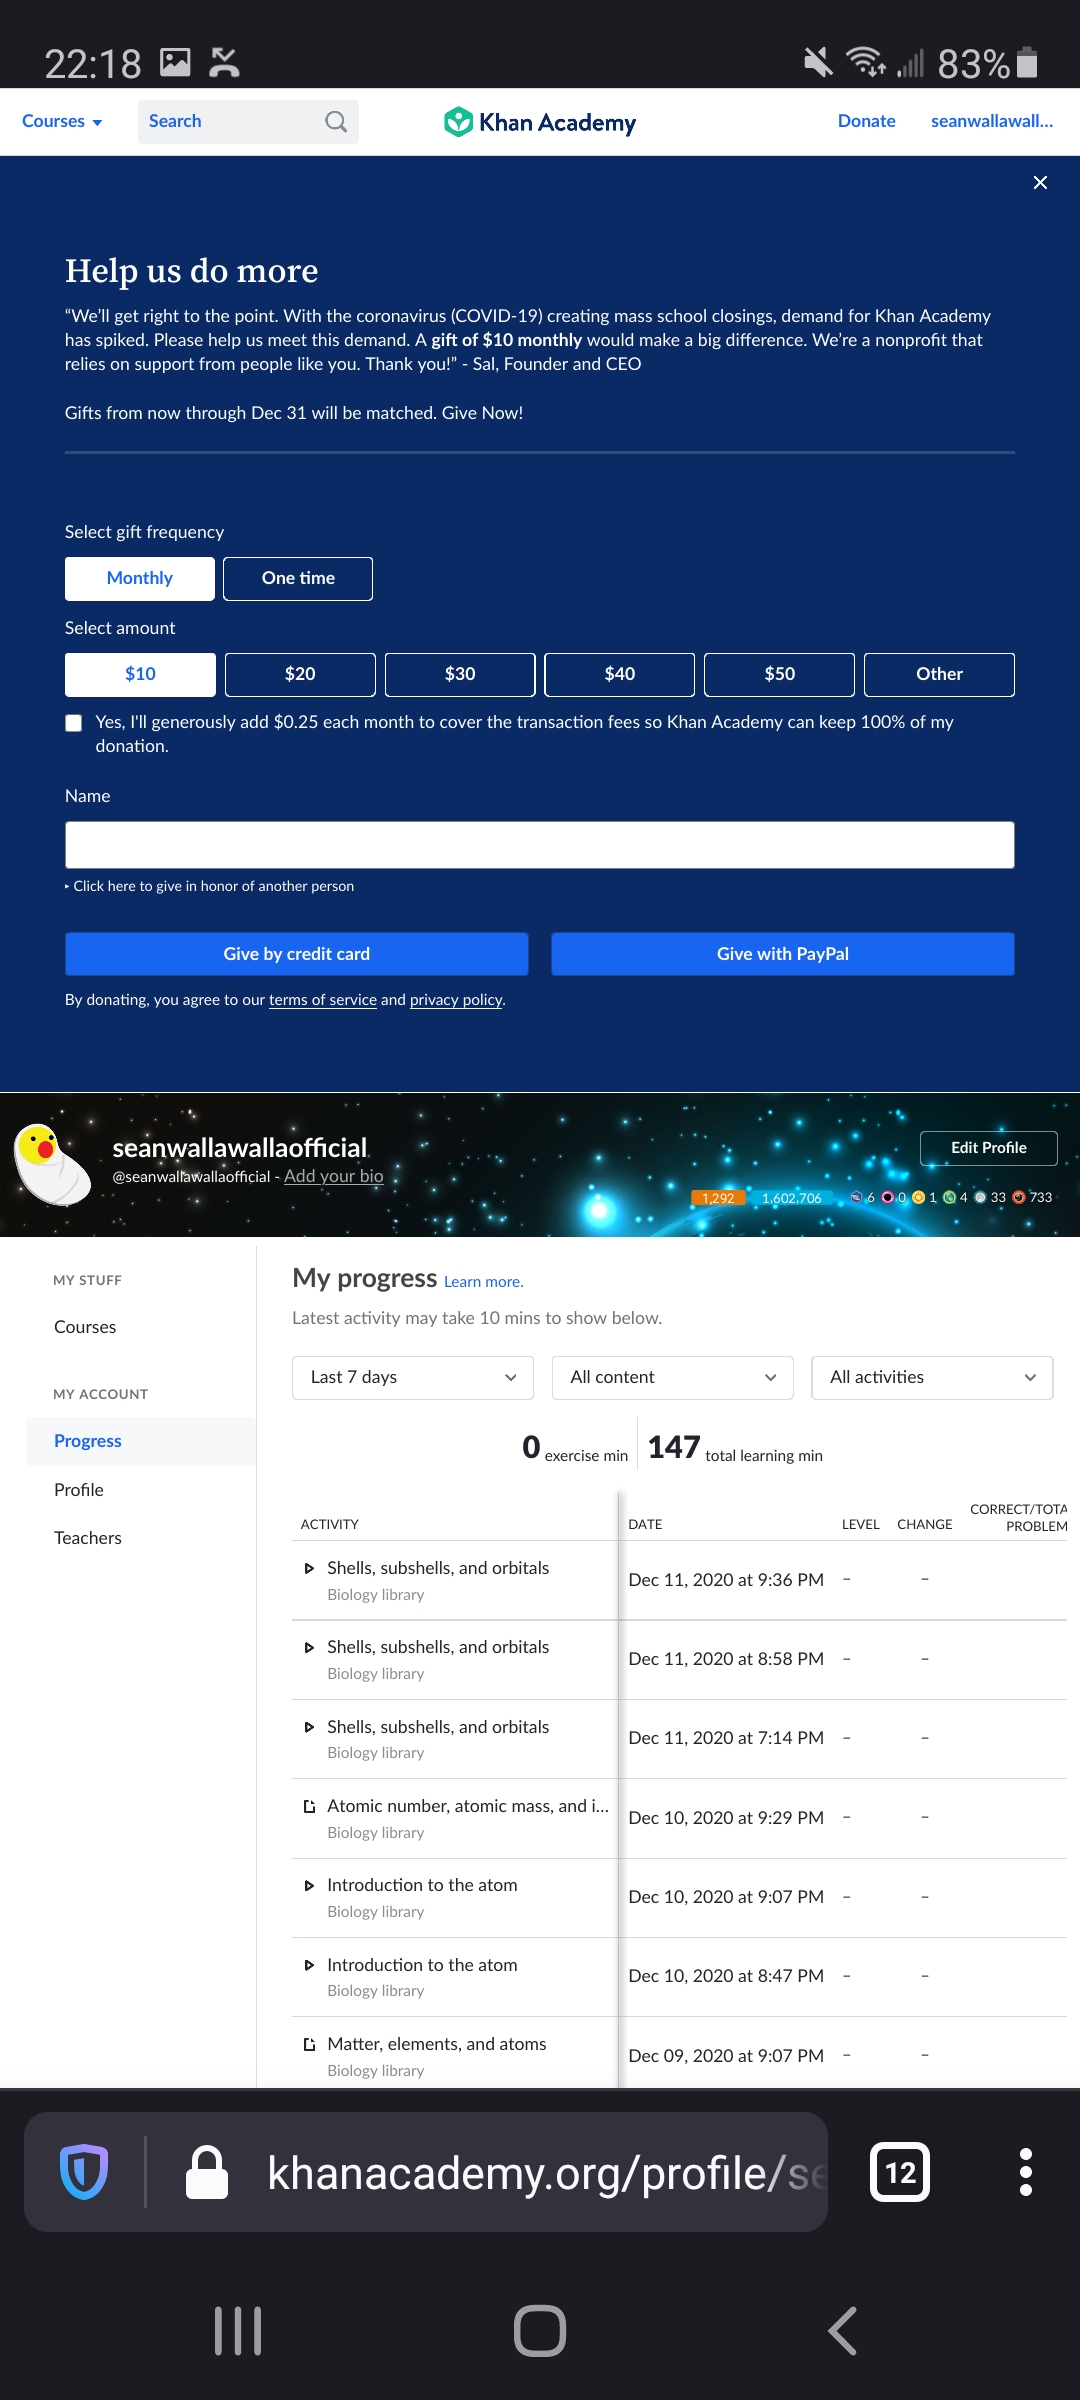 22:18
83%
Courses
Search
Khan Academy
Donate
seanwallawall...
Help us do more
“We’ll get right to the point. With the coronavirus (COVID-19) creating mass school closings, demand for Khan Academy
has spiked. Please help us meet this demand. A gift of $10 monthly would make a big difference. We’re a nonprofit that
relies on support from people like you. Thank you!” - Sal, Founder and CEO
Gifts from now through Dec 31 will be matched. Give Now!
Select gift frequency
Monthly
One time
Select amount
$10
$20
$30
$40
$50
Other
Yes, I'll generously add $0.25 each month to cover the transaction fees so Khan Academy can keep 100% of my
donation.
Name
Click here to give in honor of another person
Give by credit card
Give with PayPal
By donating, you agree to our terms of service and privacy policy.
seanwallawallaofficial
@seanwallawallaofficial - Add your bio
Edit Profile
1,292
1,602,706
6
0
1
4
33
733
MY STUFF
Courses
MY ACCOUNT
Progress
Profile
Teachers
My progress Learn more.
Latest activity may take 10 mins to show below.
Last 7 days
All content
All activities
0 exercise min
147 total learning min
ACTIVITY
DATE
LEVEL
CHANGE
CORRECT/TOTA
PROBLEM
Shells, subshells, and orbitals
Biology library
Dec 11, 2020 at 9:36 PM
–
–
Shells, subshells, and orbitals
Biology library
Dec 11, 2020 at 8:58 PM
–
–
Shells, subshells, and orbitals
Biology library
Dec 11, 2020 at 7:14 PM
–
–
Atomic number, atomic mass, and i...
Biology library
Dec 10, 2020 at 9:29 PM
–
–
Introduction to the atom
Biology library
Dec 10, 2020 at 9:07 PM
–
–
Introduction to the atom
Biology library
Dec 10, 2020 at 8:47 PM
–
–
Matter, elements, and atoms
Biology library
Dec 09, 2020 at 9:07 PM
–
–
khanacademy.org/profile/se
12